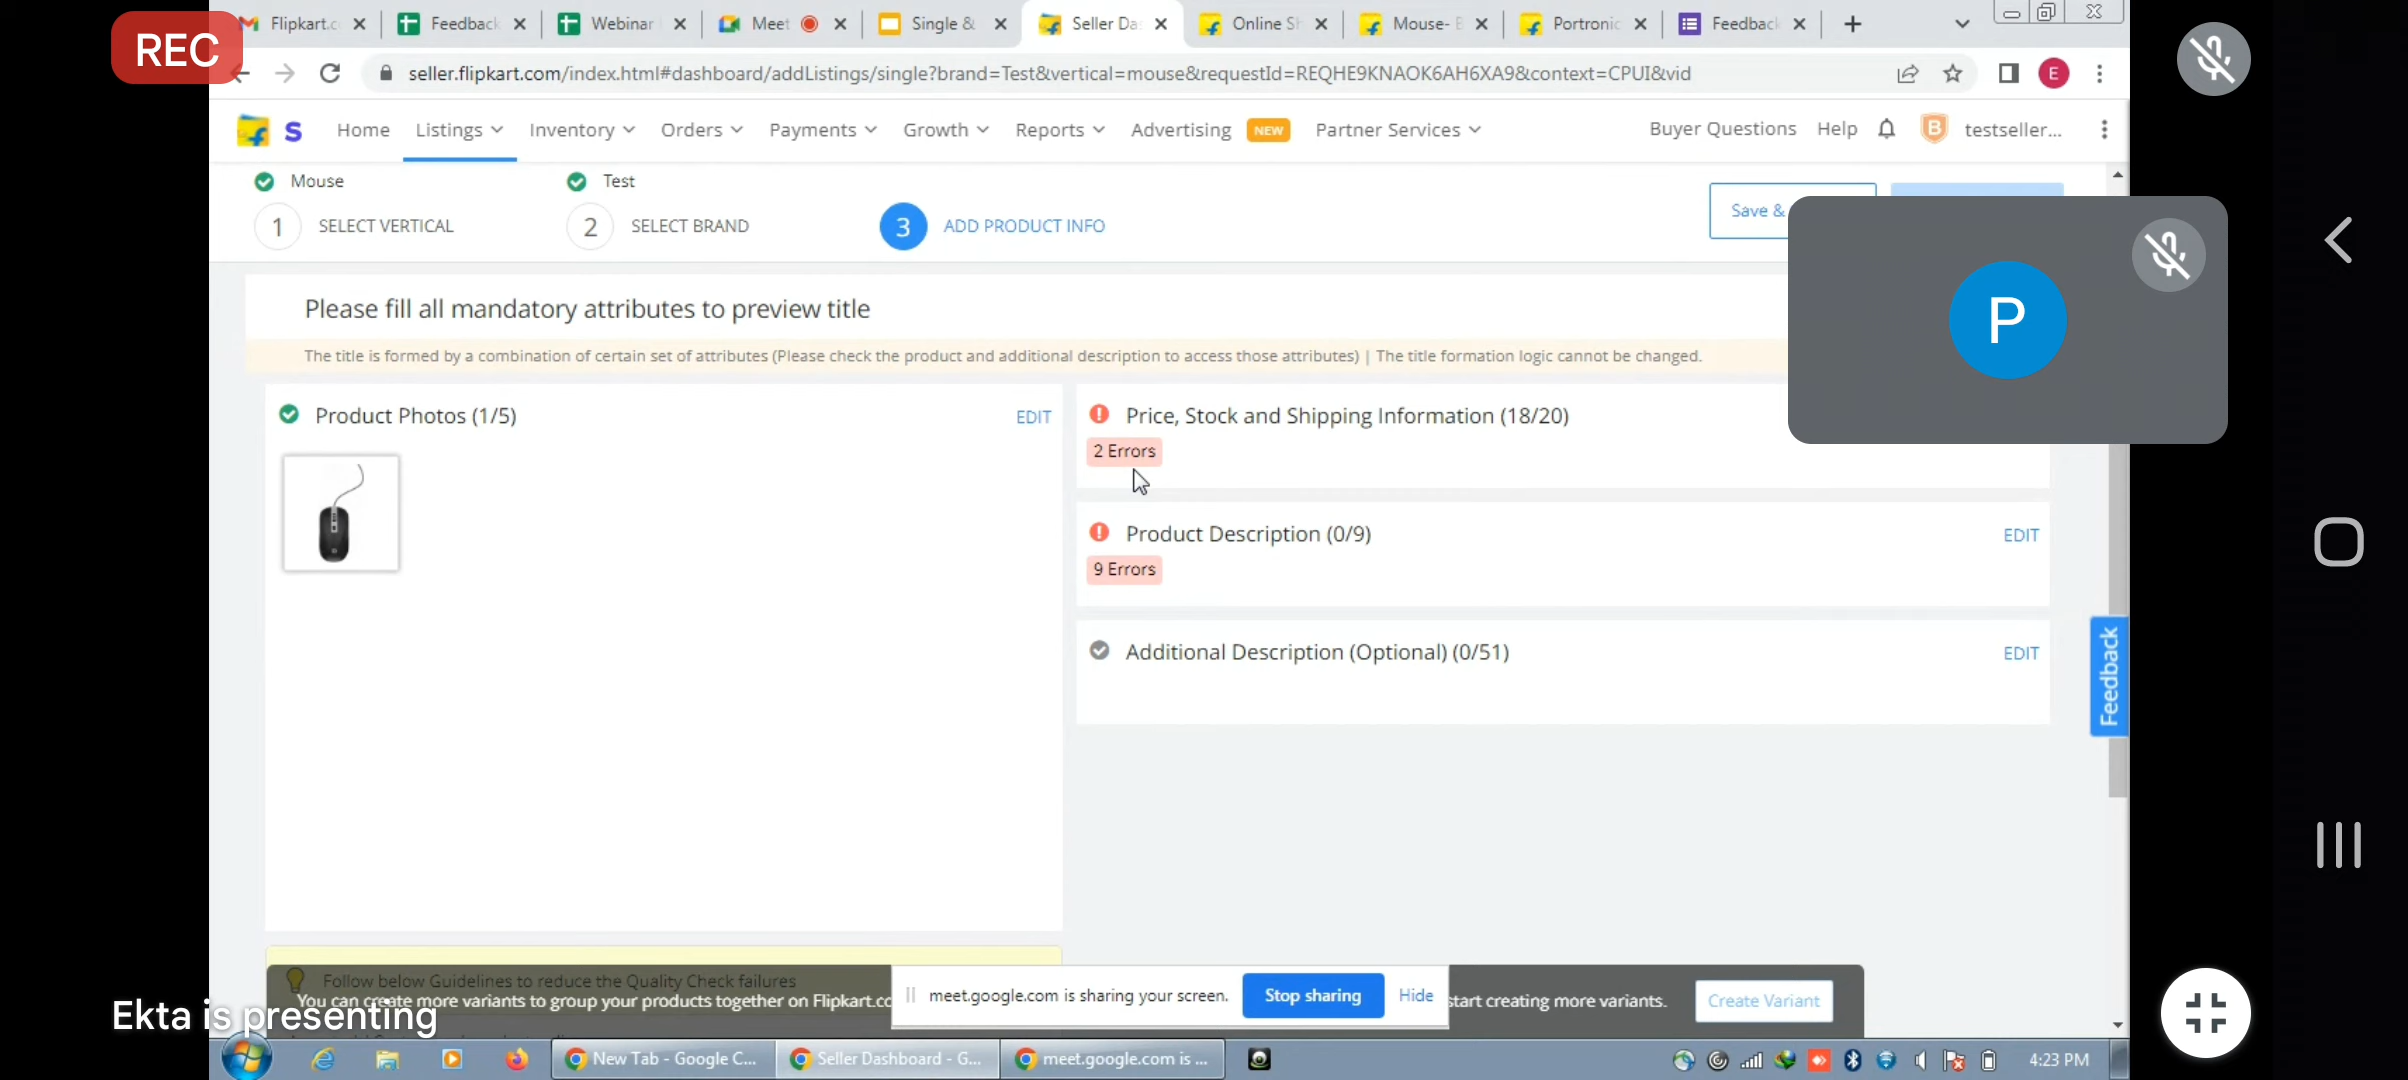 REC
Flipkart.c
Feedback
Webinar
Meet
Single &
Seller Da
Online Sh
Mouse- B
Portronic
Feedback
seller.flipkart.com/index.html#dashboard/addListings/single?brand=Test&vertical=mouse&requestId=REQHE9KNAOK6AH6XA9&context=CPUI&vid
E
S Home Listings Inventory Orders Payments Growth Reports Advertising NEW Partner Services Buyer Questions Help B testseller...
Mouse
Test
1 SELECT VERTICAL
2 SELECT BRAND
3 ADD PRODUCT INFO
Save &
P
Please fill all mandatory attributes to preview title
The title is formed by a combination of certain set of attributes (Please check the product and additional description to access those attributes) | The title formation logic cannot be changed.
Product Photos (1/5)
EDIT
Price, Stock and Shipping Information (18/20)
2 Errors
Product Description (0/9)
EDIT
9 Errors
Additional Description (Optional) (0/51)
EDIT
Feedback
Follow below Guidelines to reduce the Quality Check failures
You can create more variants to group your products together on Flipkart.co
meet.google.com is sharing your screen.
Stop sharing
Hide
start creating more variants.
Create Variant
Ekta is presenting
New Tab - Google C...
Seller Dashboard - G...
meet.google.com is ...
4:23 PM